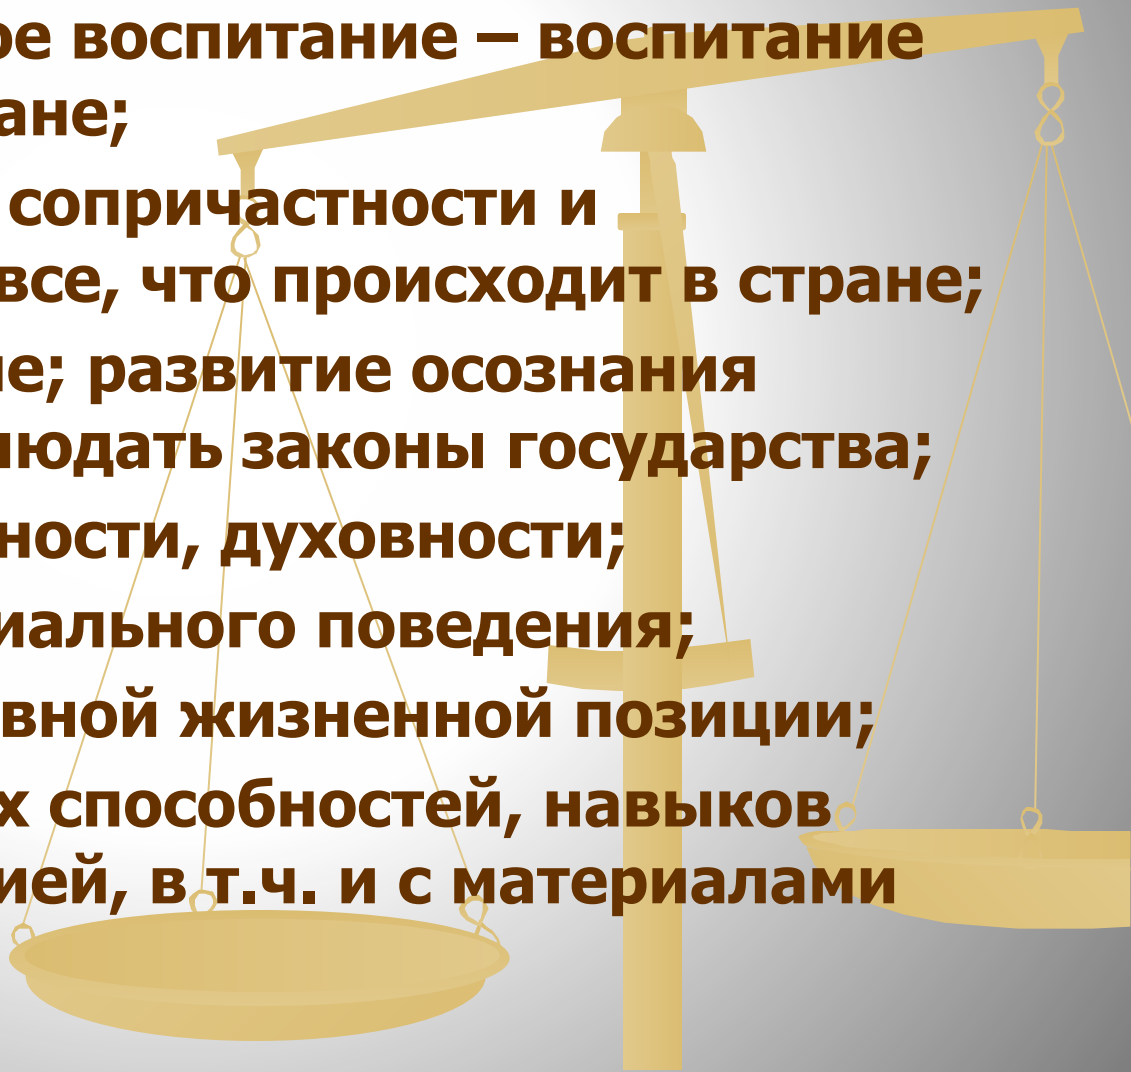 ое воспитание – воспитание
ане;
сопричастности и
все, что происходит в стране;
ие; развитие осознания
людать законы государства;
ности, духовности;
иального поведения;
вной жизненной позиции;
х способностей, навыков
ией, в т.ч. и с материалами